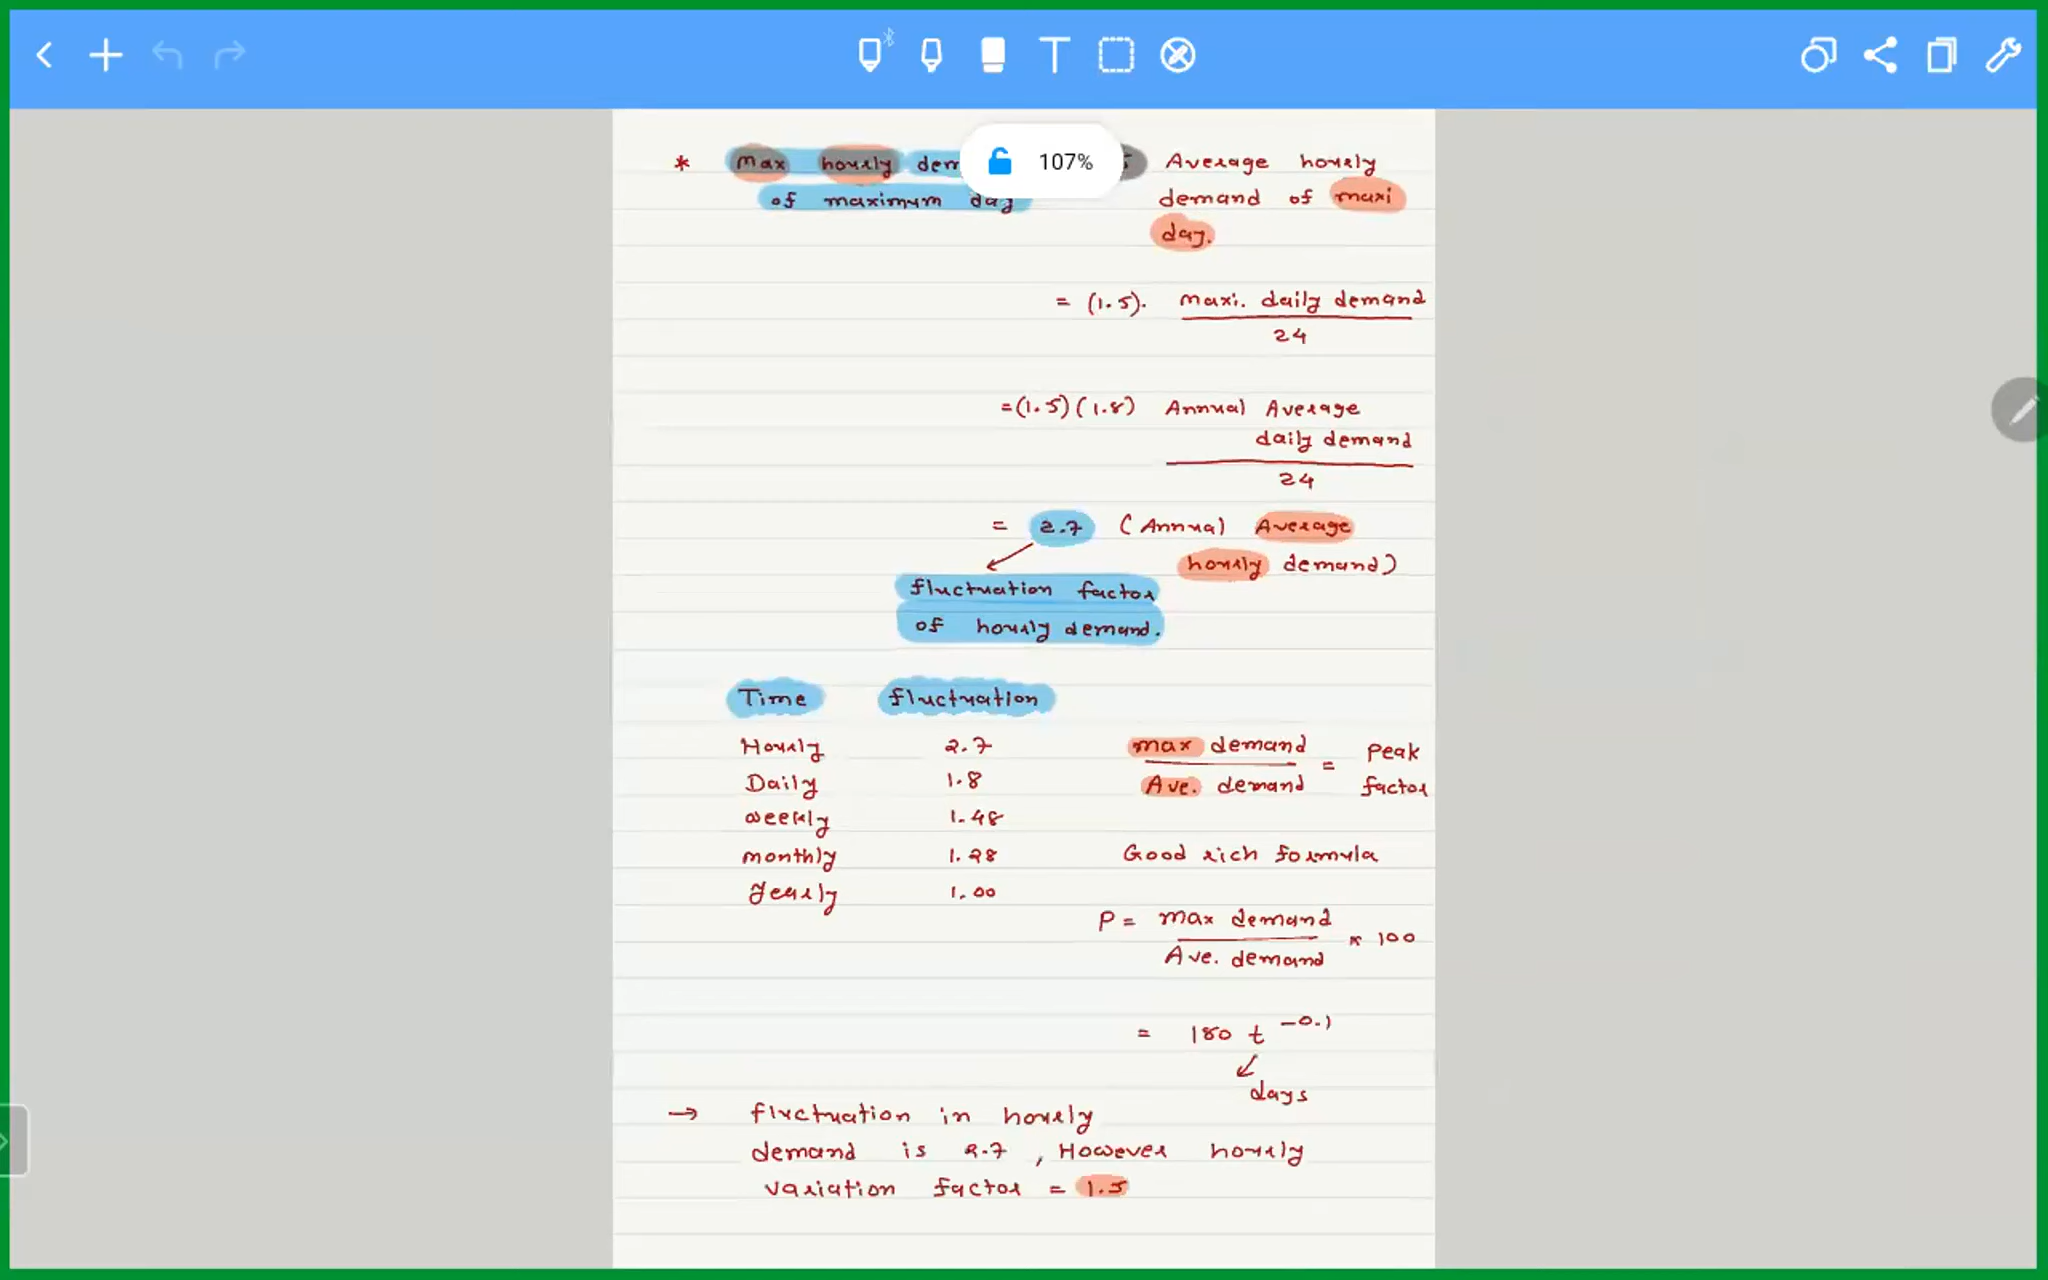 107%
* Max hourly
of maximum day
Average hourly
demand of maxi
day.
= (1.5). maxi. daily demand
24
=(1.5)(1.8) Annual Average
daily demand
24
= 2.7 (Annual Average
hourly demand)
fluctuation factor
of hourly demand.
Time fluctuation
Hourly 2.7
Daily 1.8
weekly 1.48
monthly 1.28
yearly 1.00
max demand
Ave. demand
= peak
factor
Good rich formula
P = max demand
Ave. demand
× 100
= 180 t -0.1
days
→ fluctuation in hourly
demand is 2.7, However hourly
variation factor = 1.5